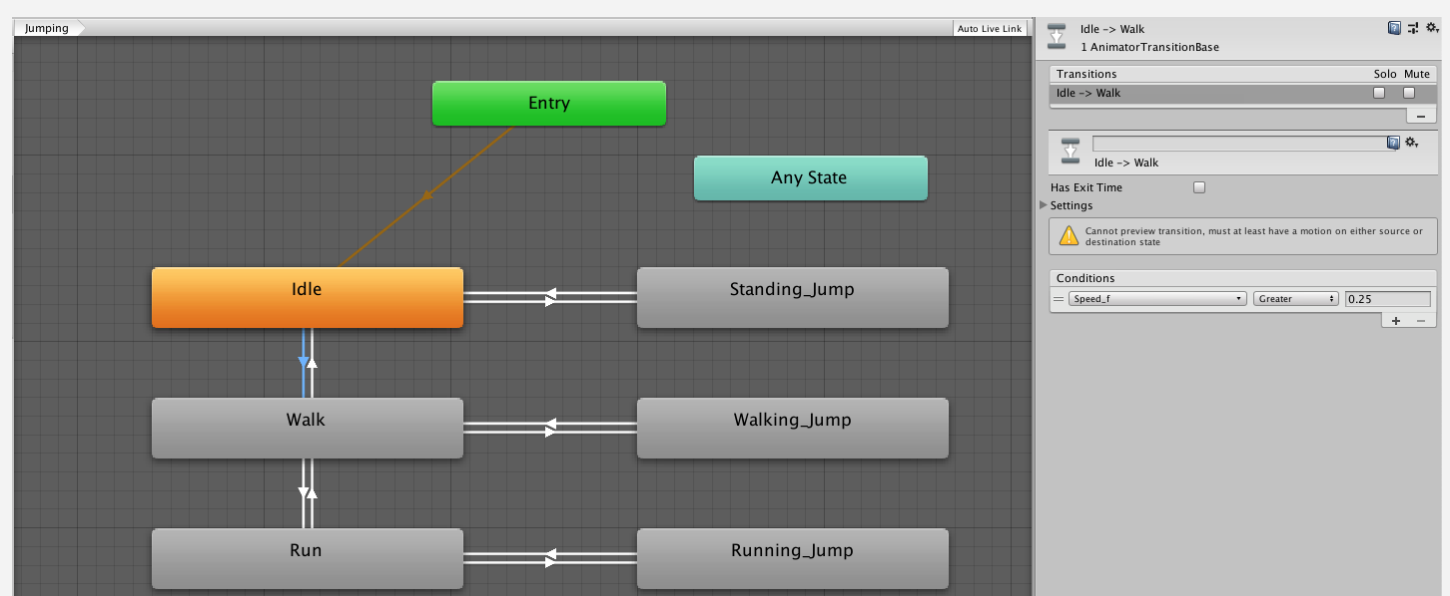 Jumping
Auto Live Link
Entry
Any State
Idle
Standing_Jump
Walk
Walking_Jump
Run
Running_Jump
Idle -> Walk
1 AnimatorTransitionBase
Transitions Solo Mute
Idle -> Walk
Idle -> Walk
Has Exit Time
Settings
Cannot preview transition, must at least have a motion on either source or
destination state
Conditions
Speed_f Greater 0.25